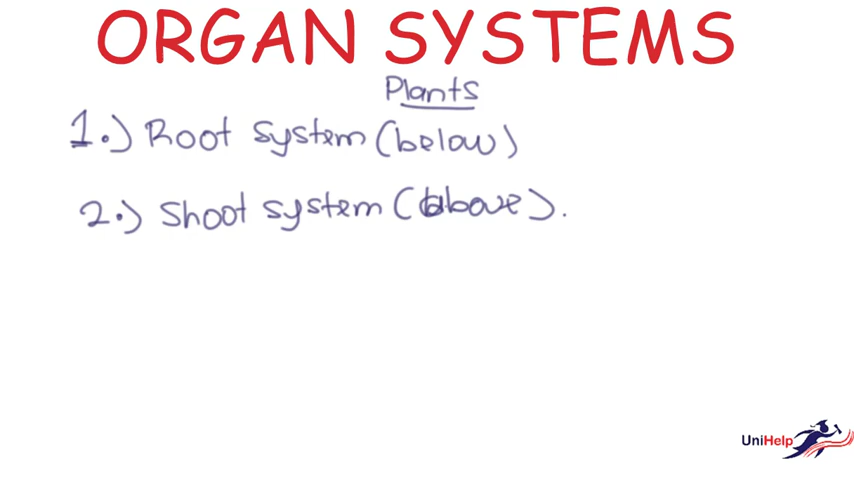 ORGAN SYSTEMS
Plants
1.) Root system (below)
2.) Shoot system (above).
UniHelp